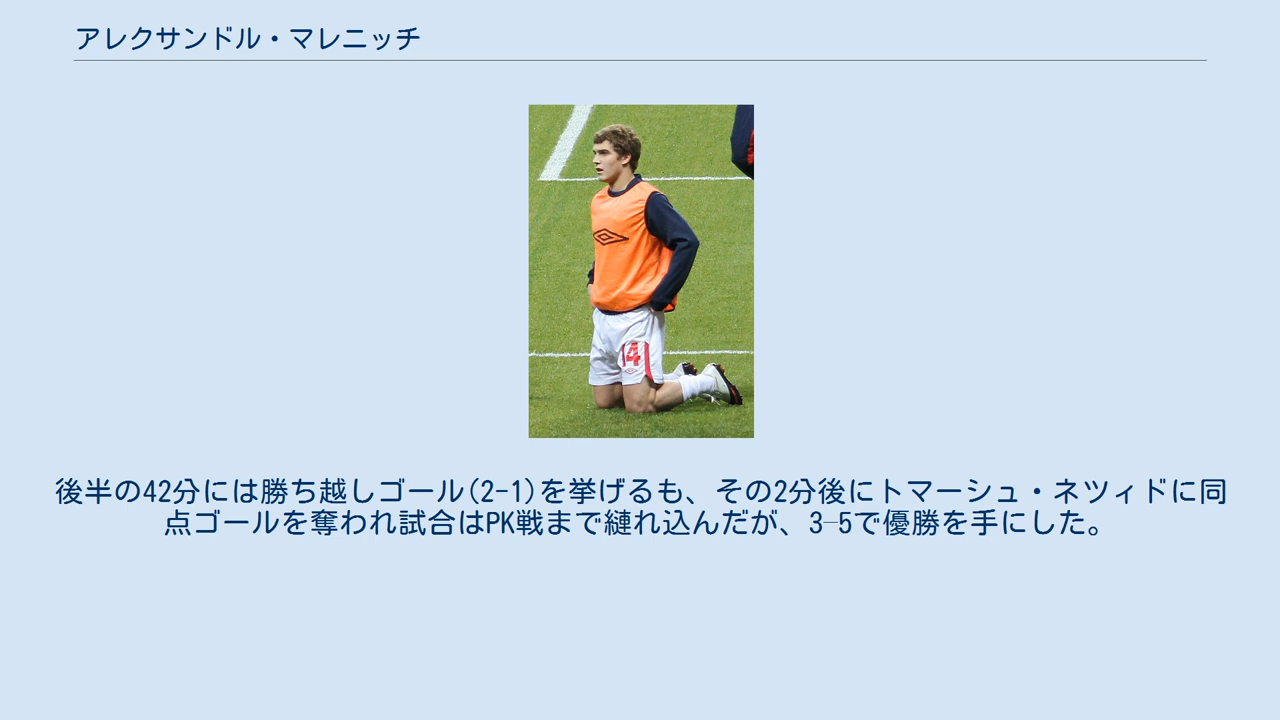 アレクサンドル・マレニッチ
14
後半の42分には勝ち越しゴール(2-1)を挙げるも、その2分後にトマーシュ・ネツィドに同
点ゴールを奪われ試合はPK戦まで縺れ込んだが、3–5で優勝を手にした。